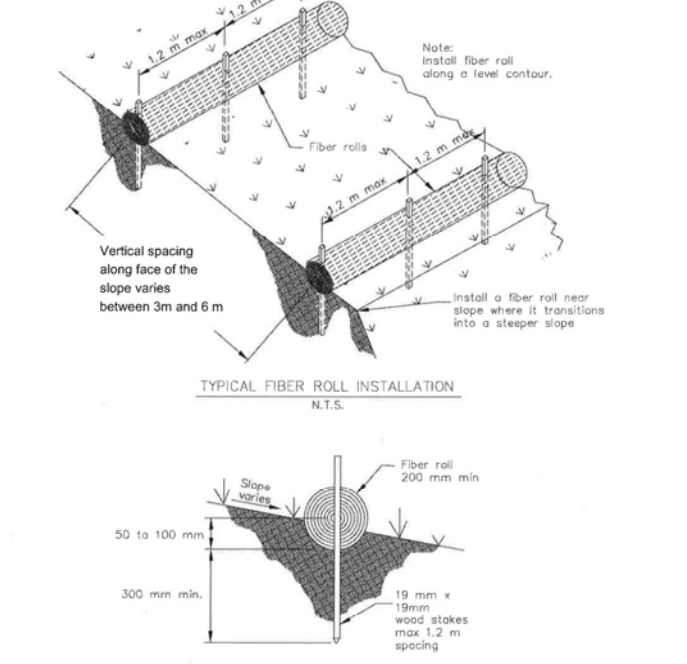 1.2 m max
1.2 m
Note:
Install fiber roll
along a level contour.
Fiber rolls
1.2 m max
1.2 m max
Vertical spacing
along face of the
slope varies
between 3m and 6 m
Install a fiber roll near
slope where it transitions
into a steeper slope
TYPICAL FIBER ROLL INSTALLATION
N.T.S.
Fiber roll
200 mm min
Slope
varies
50 to 100 mm
300 mm min.
19 mm x
19mm
wood stakes
max 1.2 m
spacing